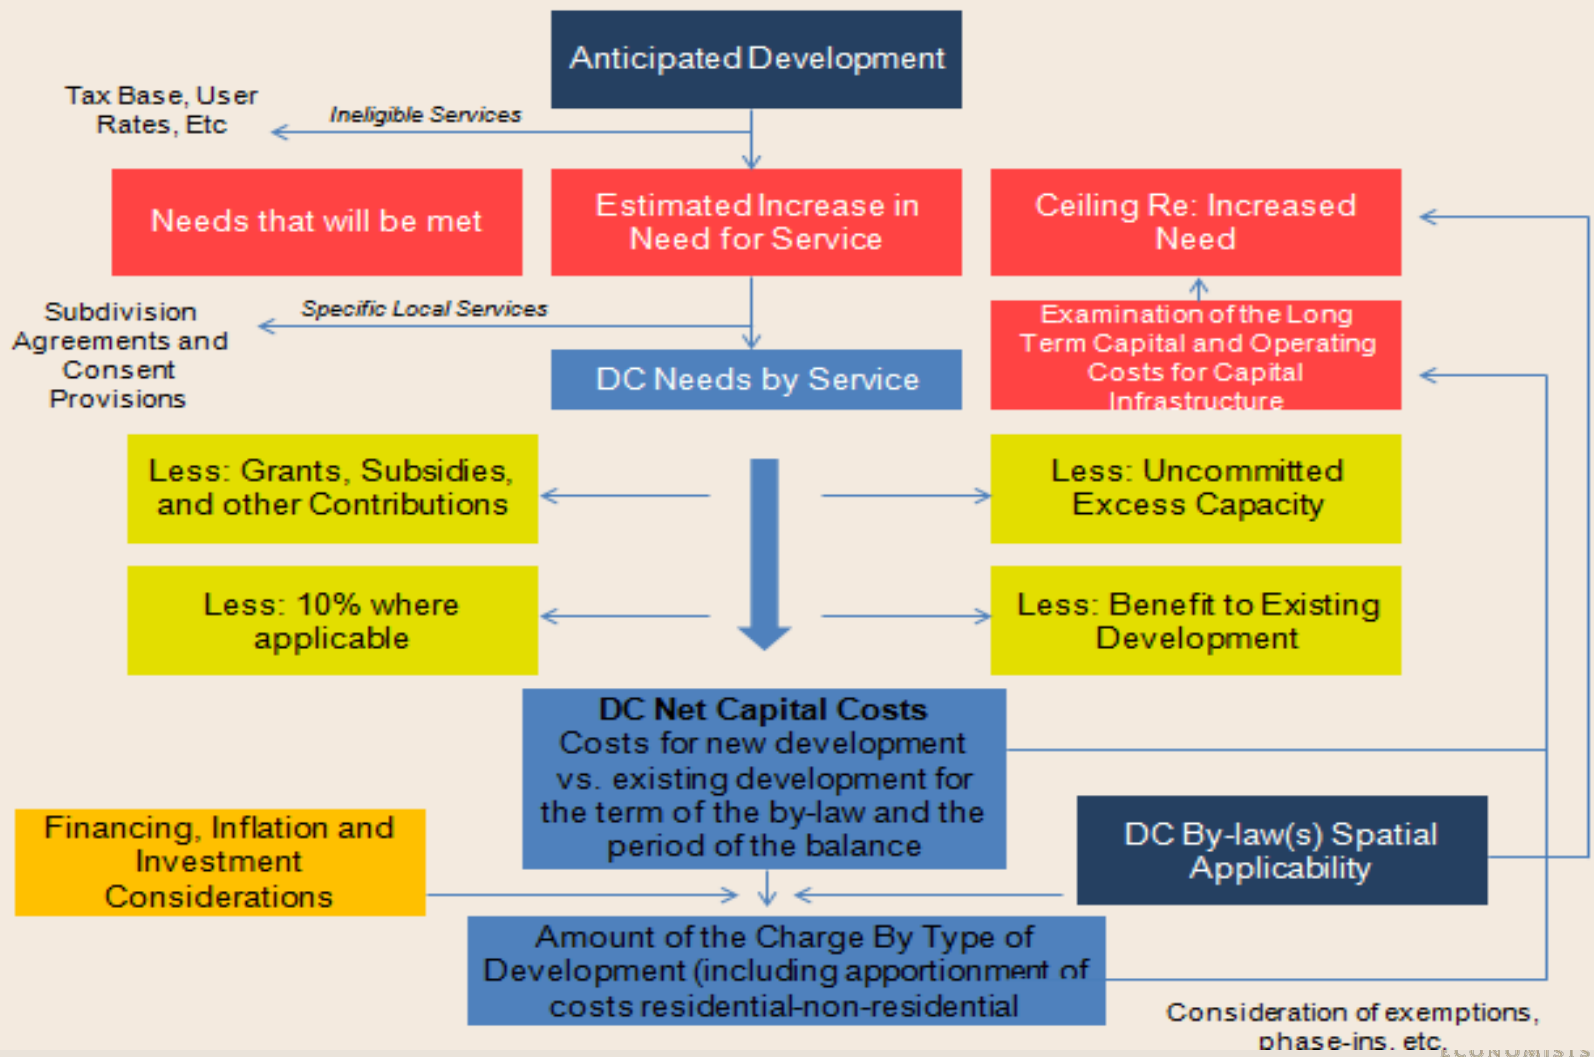 Anticipated Development
Tax Base, User
Rates, Etc
Ineligible Services
Needs that will be met
Estimated Increase in
Need for Service
Ceiling Re: Increased
Need
Subdivision
Agreements and
Consent
Provisions
Specific Local Services
DC Needs by Service
Examination of the Long
Term Capital and Operating
Costs for Capital
Infrastructure
Less: Grants, Subsidies,
and other Contributions
Less: Uncommitted
Excess Capacity
Less: 10% where
applicable
Less: Benefit to Existing
Development
DC Net Capital Costs
Costs for new development
vs. existing development for
the term of the by-law and the
period of the balance
Financing, Inflation and
Investment
Considerations
DC By-law(s) Spatial
Applicability
Amount of the Charge By Type of
Development (including apportionment of
costs residential-non-residential
Consideration of exemptions,
phase-ins, etc.
ECONOMISTS